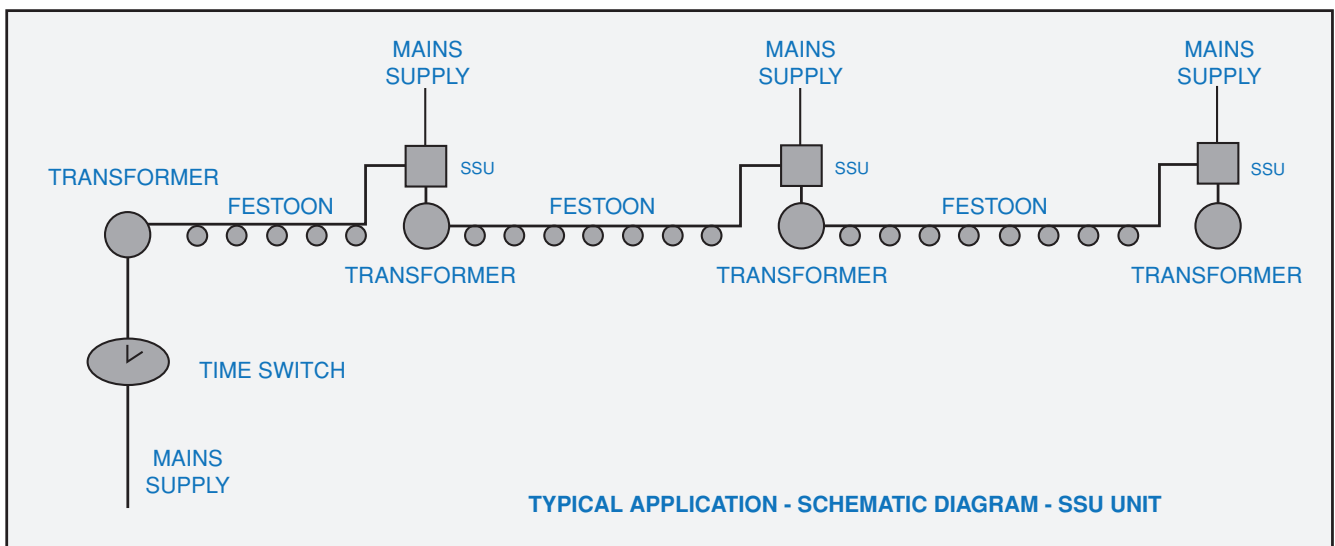 MAINS
SUPPLY
MAINS
SUPPLY
MAINS
SUPPLY
SSU
SSU
SSU
TRANSFORMER
FESTOON
FESTOON
FESTOON
TRANSFORMER
TRANSFORMER
TRANSFORMER
TIME SWITCH
MAINS
SUPPLY
TYPICAL APPLICATION - SCHEMATIC DIAGRAM - SSU UNIT